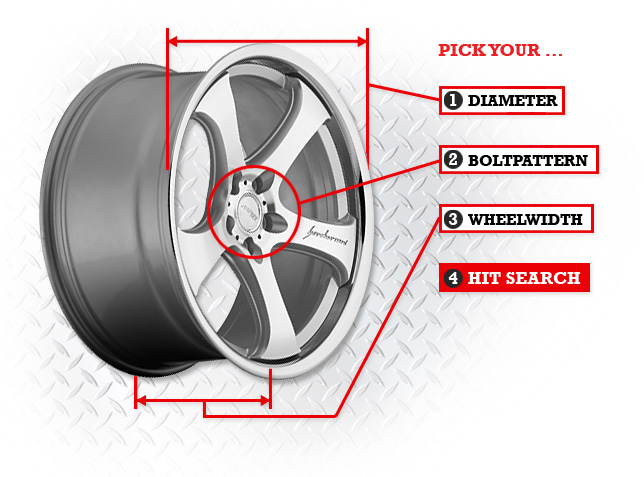 PICK YOUR ...
1 DIAMETER
2 BOLTPATTERN
3 WHEELWIDTH
4 HIT SEARCH